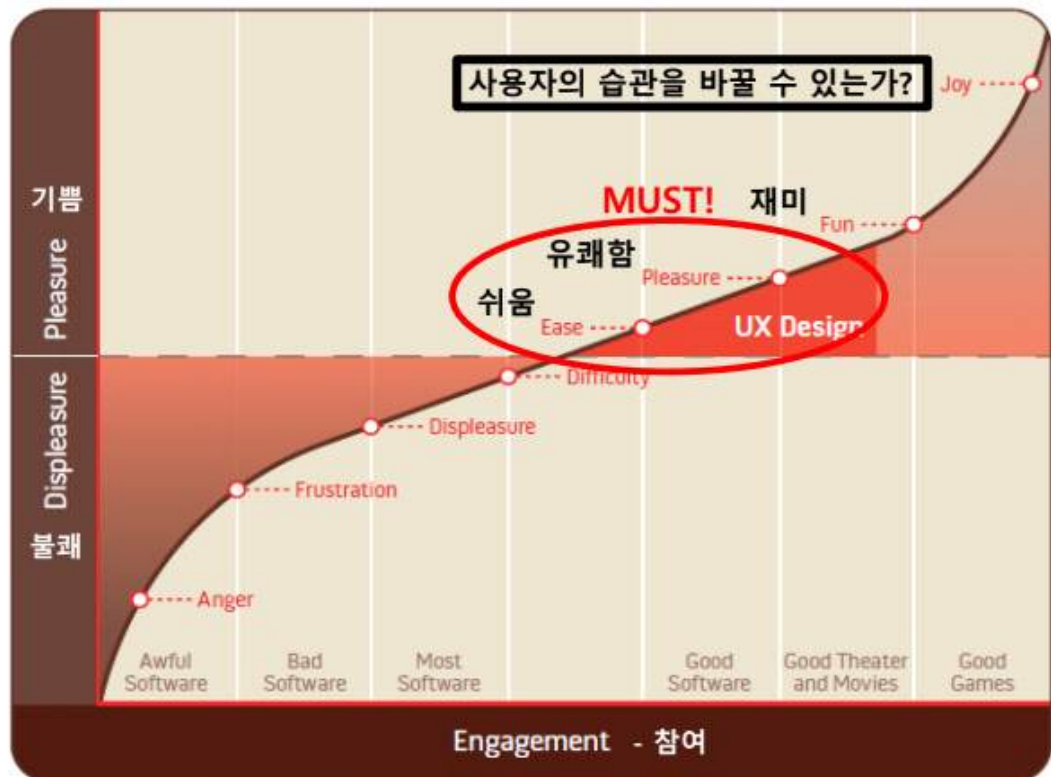 사용자의 습관을 바꿀 수 있는가?
Joy
MUST!
재미
Fun
유쾌함
Pleasure
쉬움
Ease
UX Design
Difficulty
Displeasure
Frustration
Anger
기쁨
Pleasure
Displeasure
불쾌
Awful
Software
Bad
Software
Most
Software
Good
Software
Good Theater
and Movies
Good
Games
Engagement - 참여